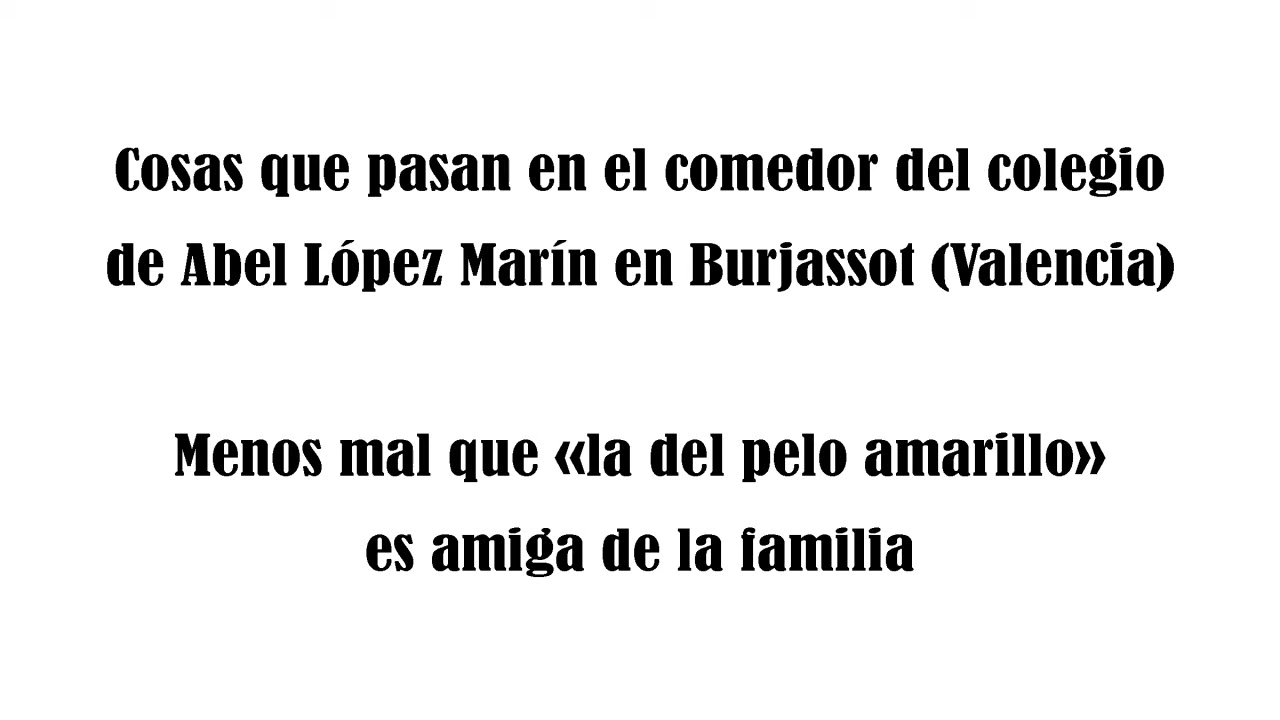 Cosas que pasan en el comedor del colegio
de Abel López Marín en Burjassot (Valencia)
Menos mal que «la del pelo amarillo»
es amiga de la familia